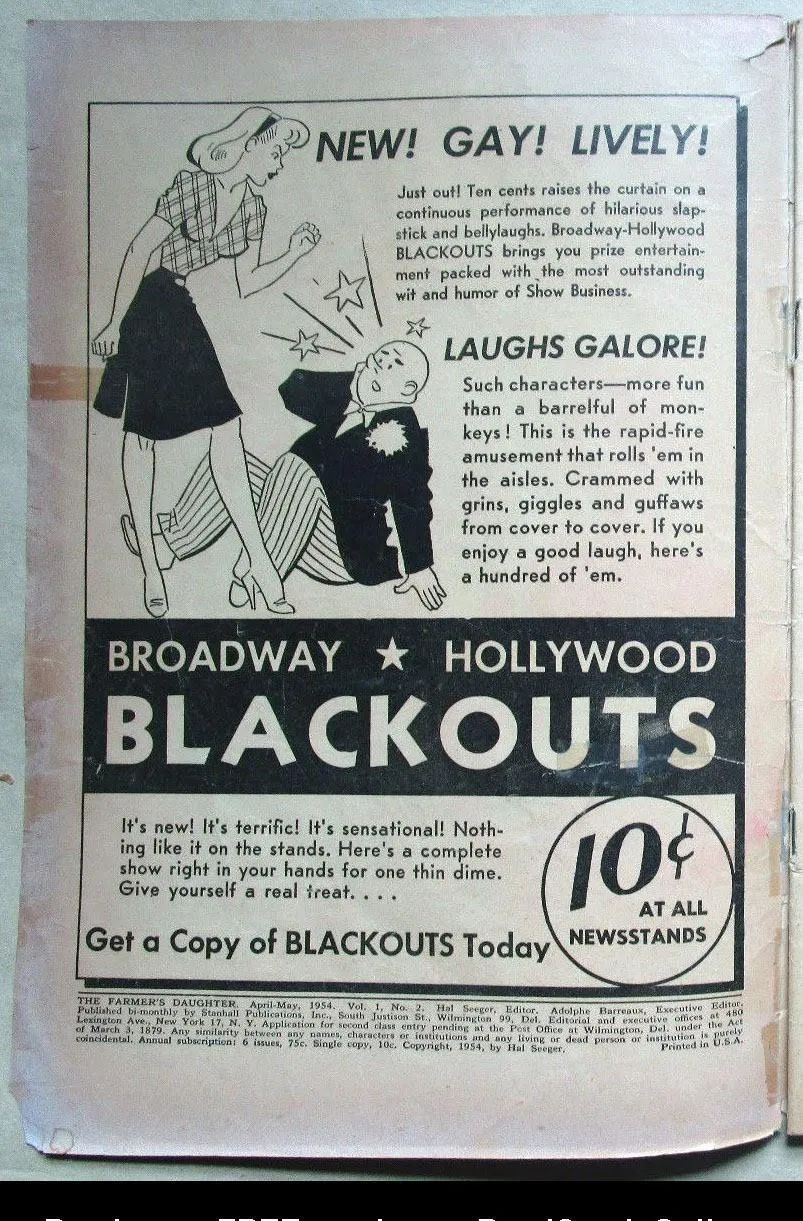 NEW! GAY! LIVELY!
Just out! Ten cents raises the curtain on a
continuous performance of hilarious slap-
stick and bellylaughs. Broadway-Hollywood
BLACKOUTS brings you prize entertain-
ment packed with the most outstanding
wit and humor of Show Business.
LAUGHS GALORE!
Such characters—more fun
than a barrelful of mon-
keys! This is the rapid-fire
amusement that rolls 'em in
the aisles. Crammed with
grins, giggles and guffaws
from cover to cover. If you
enjoy a good laugh, here's
a hundred of 'em.
BROADWAY ★ HOLLYWOOD
BLACKOUTS
It's new! It's terrific! It's sensational! Noth-
ing like it on the stands. Here's a complete
show right in your hands for one thin dime.
Give yourself a real treat. . . .
Get a Copy of BLACKOUTS Today
10¢
AT ALL
NEWSSTANDS
THE FARMER'S DAUGHTER. April-May, 1954. Vol. 1, No. 2. Hal Seeger, Editor. Adolphe Barreaux, Executive Editor.
Published bi-monthly by Stanhall Publications, Inc., South Justison St., Wilmington 99, Del. Editorial and executive offices at 480
Lexington Ave., New York 17, N. Y. Application for second class entry pending at the Post Office at Wilmington, Del. under the Act
of March 3, 1879. Any similarity between any names, characters or institutions and any living or dead person or institution is purely
coincidental. Annual subscription: 6 issues, 75c. Single copy, 10c. Copyright, 1954, by Hal Seeger. Printed in U.S.A.